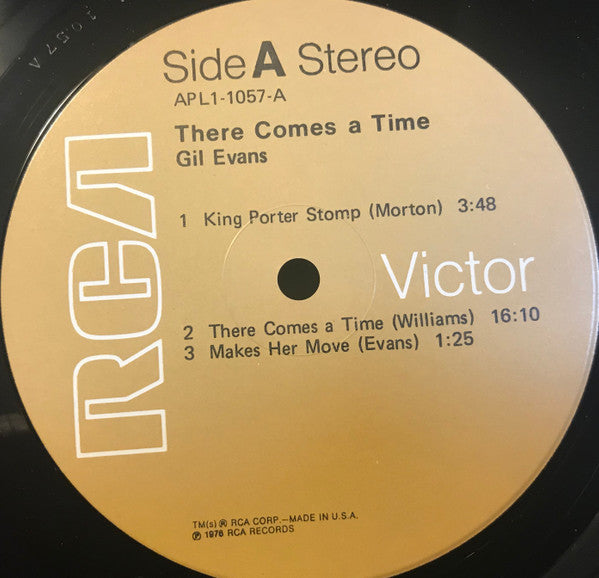 Side A Stereo
APL1-1057-A
There Comes a Time
Gil Evans
1 King Porter Stomp (Morton) 3:48
RCA Victor
2 There Comes a Time (Williams) 16:10
3 Makes Her Move (Evans) 1:25
TM(s) ® RCA CORP.—MADE IN U.S.A.
℗ 1976 RCA RECORDS